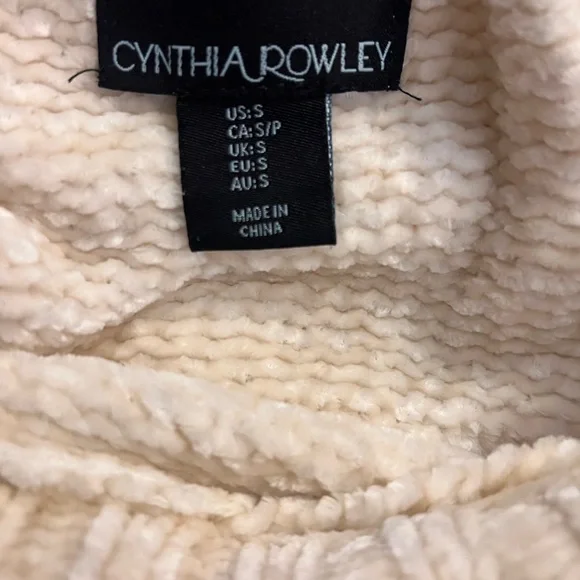 CYNTHIA ROWLEY
US: S
CA: S/P
UK: S
EU: S
AU: S
MADE IN
CHINA